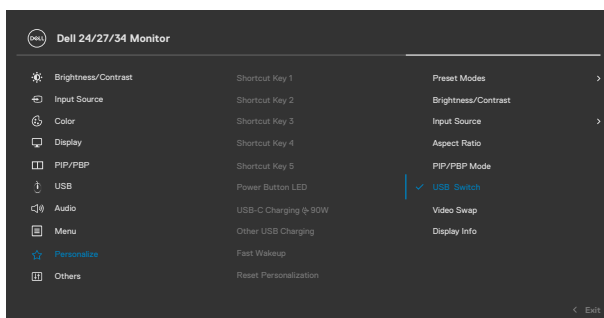 DELL Dell 24/27/34 Monitor
Brightness/Contrast
Input Source
Color
Display
PIP/PBP
USB
Audio
Menu
Personalize
Others
Shortcut Key 1
Shortcut Key 2
Shortcut Key 3
Shortcut Key 4
Shortcut Key 5
Power Button LED
USB-C Charging 90W
Other USB Charging
Fast Wakeup
Reset Personalization
Preset Modes
Brightness/Contrast
Input Source
Aspect Ratio
PIP/PBP Mode
USB Switch
Video Swap
Display Info
Exit